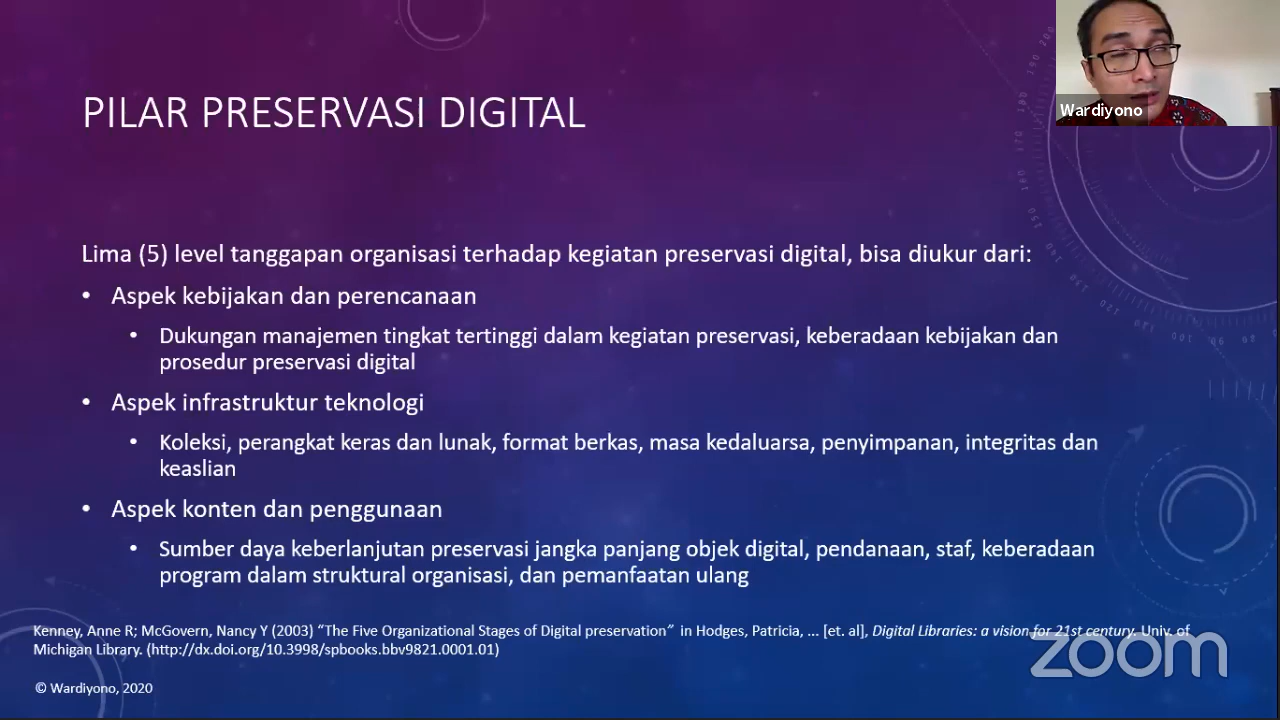 PILAR PRESERVASI DIGITAL
Wardiyono
Lima (5) level tanggapan organisasi terhadap kegiatan preservasi digital, bisa diukur dari:
• Aspek kebijakan dan perencanaan
• Dukungan manajemen tingkat tertinggi dalam kegiatan preservasi, keberadaan kebijakan dan
prosedur preservasi digital
• Aspek infrastruktur teknologi
• Koleksi, perangkat keras dan lunak, format berkas, masa kedaluarsa, penyimpanan, integritas dan
keaslian
• Aspek konten dan penggunaan
• Sumber daya keberlanjutan preservasi jangka panjang objek digital, pendanaan, staf, keberadaan
program dalam struktural organisasi, dan pemanfaatan ulang
Kenney, Anne R; McGovern, Nancy Y (2003) “The Five Organizational Stages of Digital preservation” in Hodges, Patricia, ... [et. al], Digital Libraries: a vision for 21st century. Univ. of
Michigan Library. (http://dx.doi.org/10.3998/spbooks.bbv9821.0001.01)
zoom
© Wardiyono, 2020